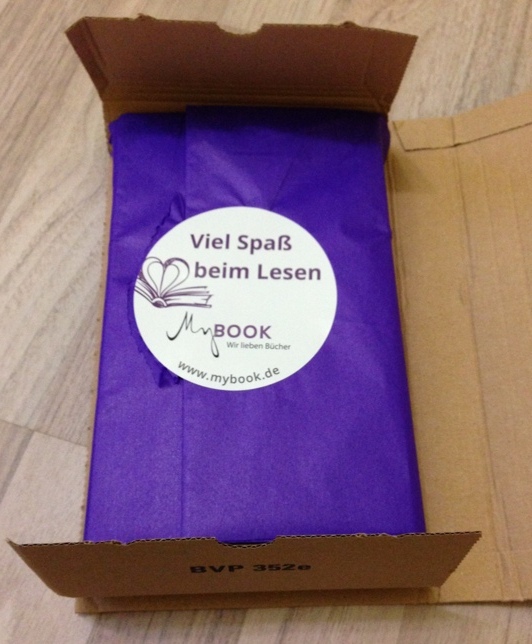 Viel Spaß
beim Lesen
MyBOOK
Wir lieben Bücher
www.mybook.de
BVP 352e